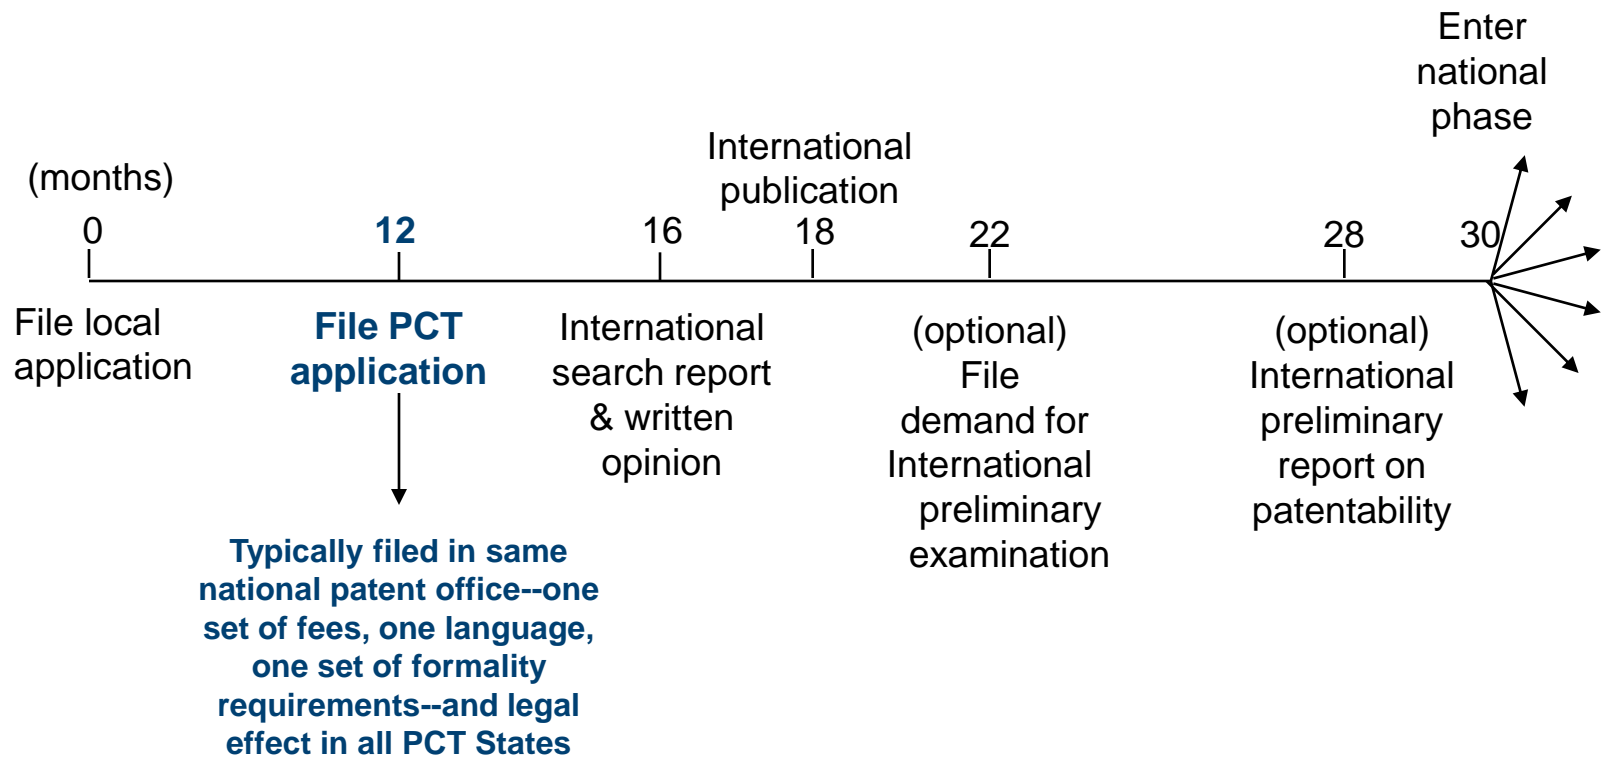 Enter
national
phase
International
publication
(months)
0
12
16
18
22
28
30
File local
application
File PCT
application
International
search report
& written
opinion
(optional)
File
demand for
International
preliminary
examination
(optional)
International
preliminary
report on
patentability
Typically filed in same
national patent office--one
set of fees, one language,
one set of formality
requirements--and legal
effect in all PCT States